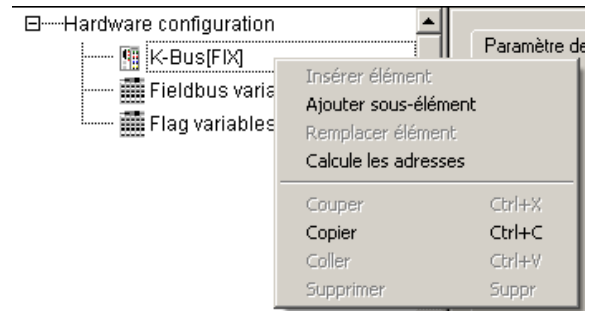 Hardware configuration
K-Bus[FIX]
Fieldbus varia
Flag variables
Paramètre de
Insérer élément
Ajouter sous-élément
Remplacer élément
Calcule les adresses
Couper Ctrl+X
Copier Ctrl+C
Coller Ctrl+V
Supprimer Suppr